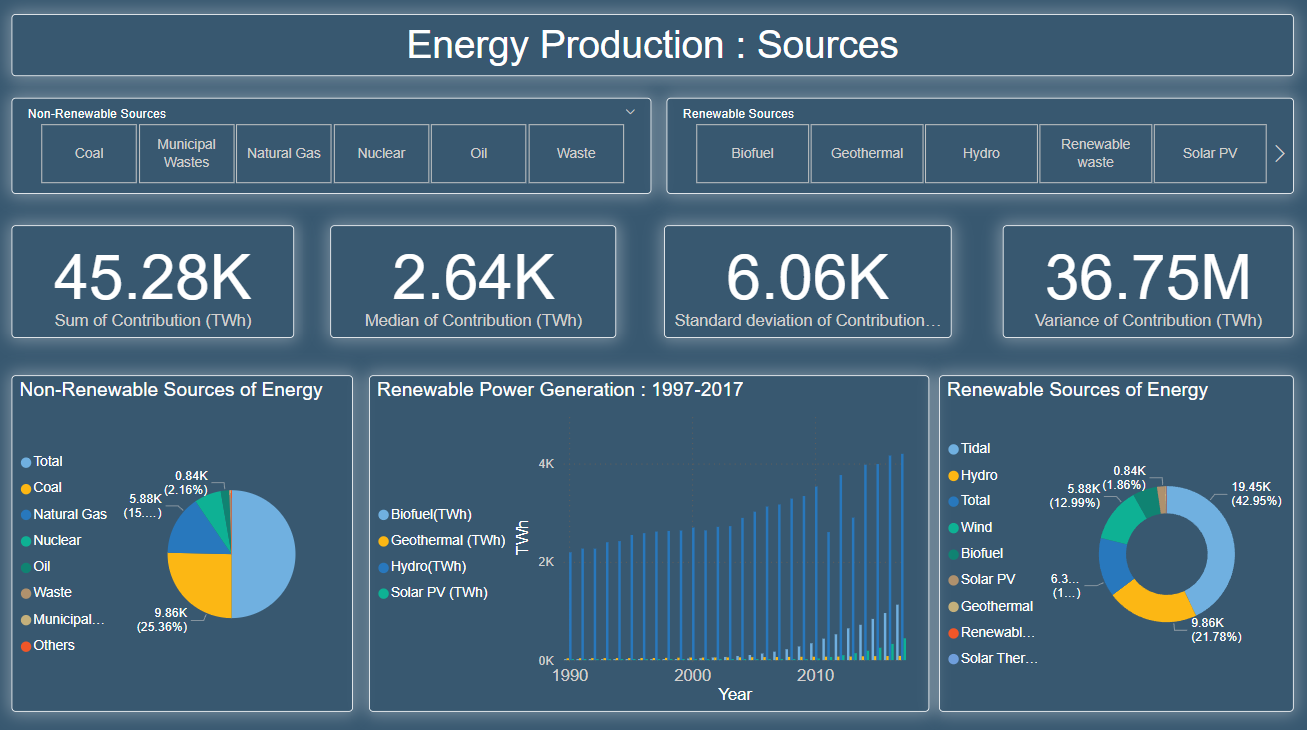 Energy Production : Sources
Non-Renewable Sources
Coal
Municipal
Wastes
Natural Gas
Nuclear
Oil
Waste
Renewable Sources
Biofuel
Geothermal
Hydro
Renewable
waste
Solar PV
45.28K
Sum of Contribution (TWh)
2.64K
Median of Contribution (TWh)
6.06K
Standard deviation of Contribution…
36.75M
Variance of Contribution (TWh)
Non-Renewable Sources of Energy
Total
Coal
Natural Gas
Nuclear
Oil
Waste
Municipal…
Others
0.84K
(2.16%)
5.88K
(15.…)
9.86K
(25.36%)
Renewable Power Generation : 1997-2017
Biofuel(TWh)
Geothermal (TWh)
Hydro(TWh)
Solar PV (TWh)
TWh
4K
2K
0K
1990
2000
2010
Year
Renewable Sources of Energy
Tidal
Hydro
Total
Wind
Biofuel
Solar PV
Geothermal
Renewabl…
Solar Ther…
0.84K
(1.86%)
5.88K
(12.99%)
6.3…
(1…)
19.45K
(42.95%)
9.86K
(21.78%)